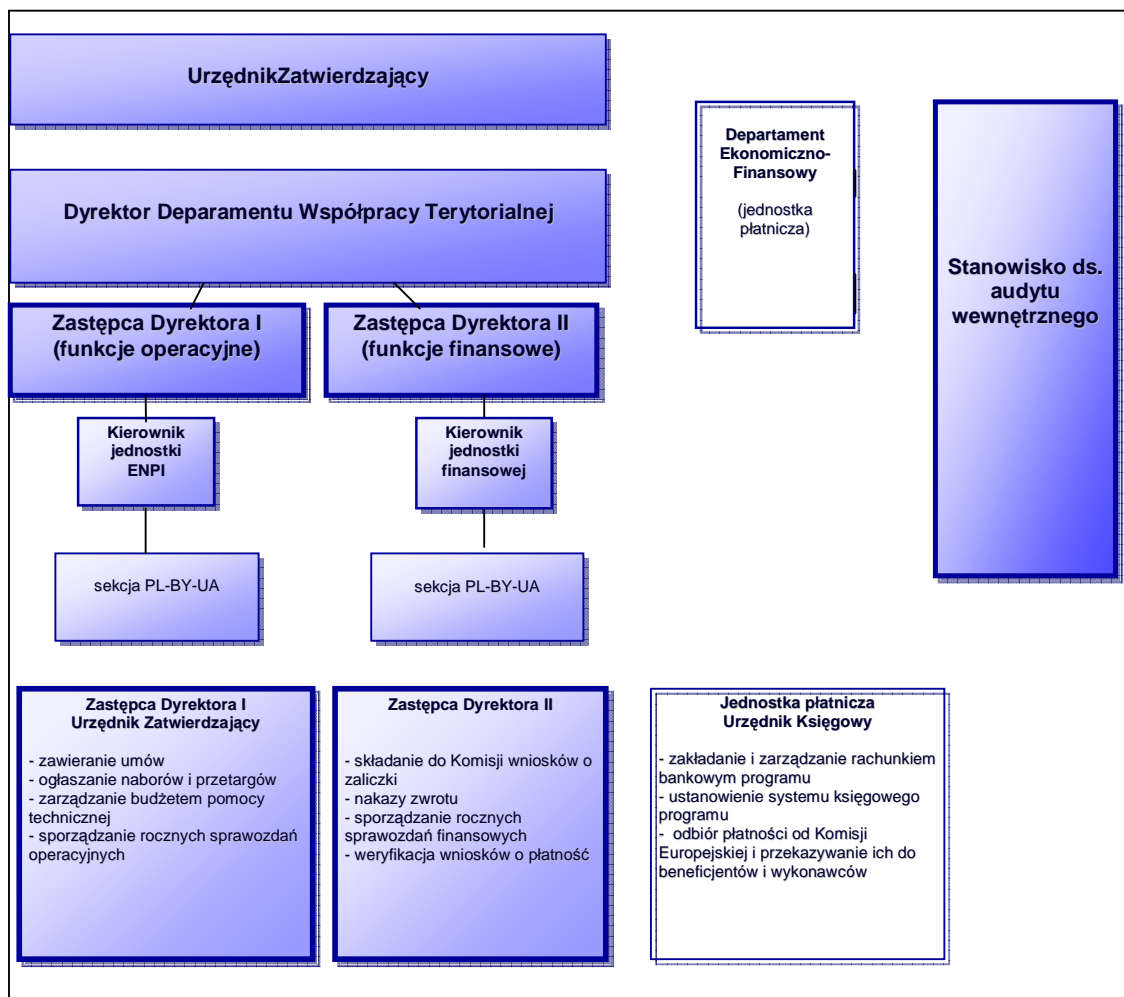 UrzędnikZatwierdzający
Departament
Ekonomiczno-
Finansowy
(jednostka
płatnicza)
Dyrektor Deparamentu Współpracy Terytorialnej
Stanowisko ds.
audytu
wewnętrznego
Zastępca Dyrektora I
(funkcje operacyjne)
Zastępca Dyrektora II
(funkcje finansowe)
Kierownik
jednostki
ENPI
Kierownik
jednostki
finansowej
sekcja PL-BY-UA
sekcja PL-BY-UA
Zastępca Dyrektora I
Urzędnik Zatwierdzający
- zawieranie umów
- ogłaszanie naborów i przetargów
- zarządzanie budżetem pomocy
technicznej
- sporządzanie rocznych sprawozdań
operacyjnych
Zastępca Dyrektora II
- składanie do Komisji wniosków o
zaliczki
- nakazy zwrotu
- sporządzanie rocznych
sprawozdań finansowych
- weryfikacja wniosków o płatność
Jednostka płatnicza
Urzędnik Księgowy
- zakładanie i zarządzanie rachunkiem
bankowym programu
- ustanowienie systemu księgowego
programu
- odbiór płatności od Komisji
Europejskiej i przekazywanie ich do
beneficjentów i wykonawców